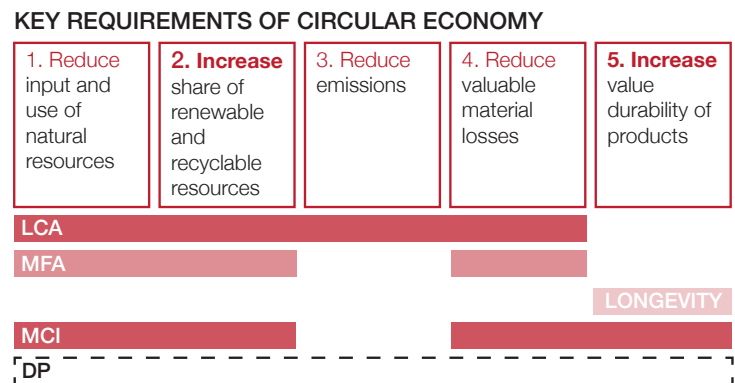 KEY REQUIREMENTS OF CIRCULAR ECONOMY
1. Reduce
input and
use of
natural
resources
2. Increase
share of
renewable
and
recyclable
resources
3. Reduce
emissions
4. Reduce
valuable
material
losses
5. Increase
value
durability of
products
LCA
MFA
LONGEVITY
MCI
DP